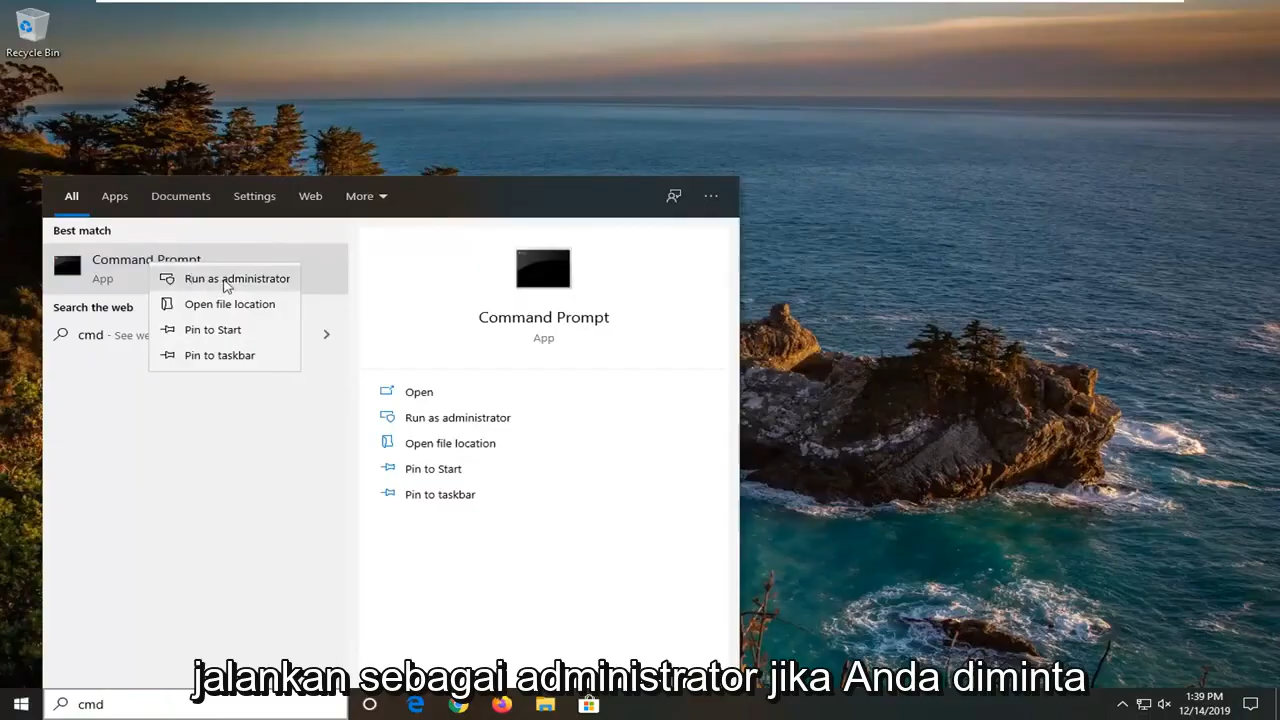 Recycle Bin
All Apps Documents Settings Web More
Best match
Command Prompt
App
Run as administrator
Search the web
Open file location
cmd - See we
Pin to Start
Pin to taskbar
Command Prompt
App
Open
Run as administrator
Open file location
Pin to Start
Pin to taskbar
jalankan sebagai administrator jika Anda diminta
cmd
1:39 PM
12/14/2019